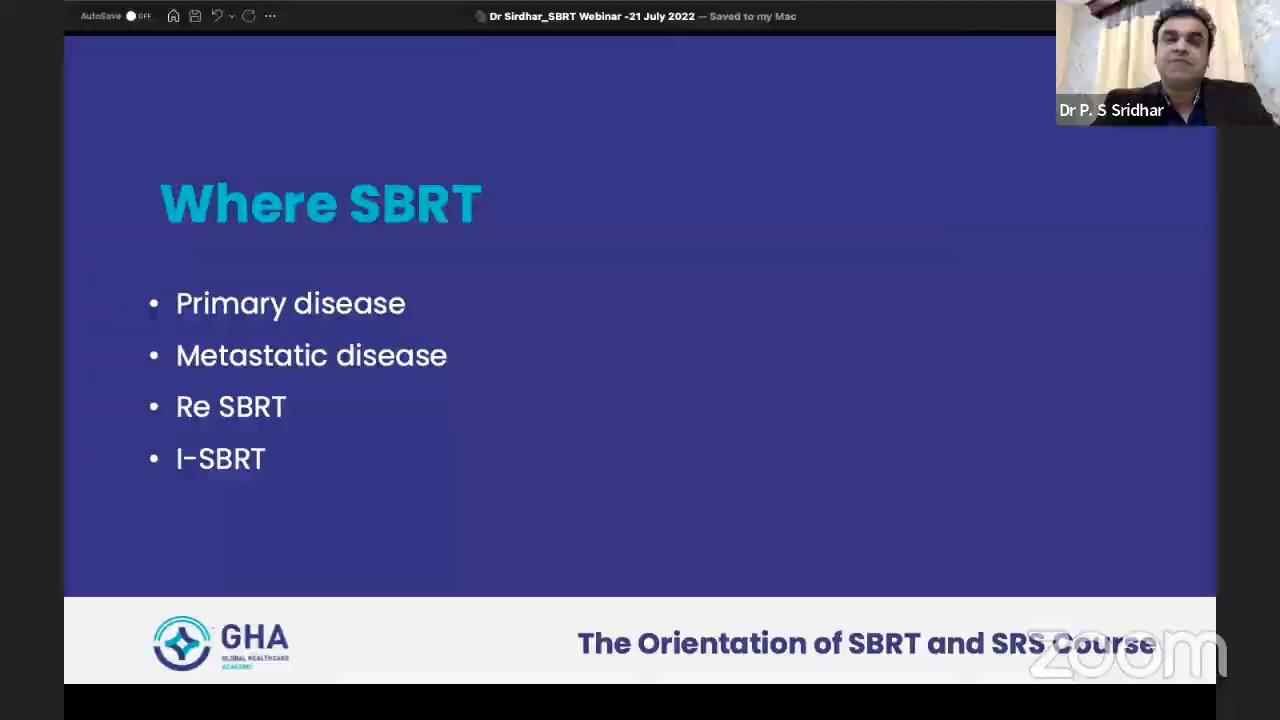 AutoSave OFF
Dr Sirdhar_SBRT Webinar -21 July 2022 — Saved to my Mac
Dr P. S Sridhar
Where SBRT
• Primary disease
• Metastatic disease
• Re SBRT
• I-SBRT
GHA
GLOBAL HEALTHCARE
ACADEMY
The Orientation of SBRT and SRS Course
zoom